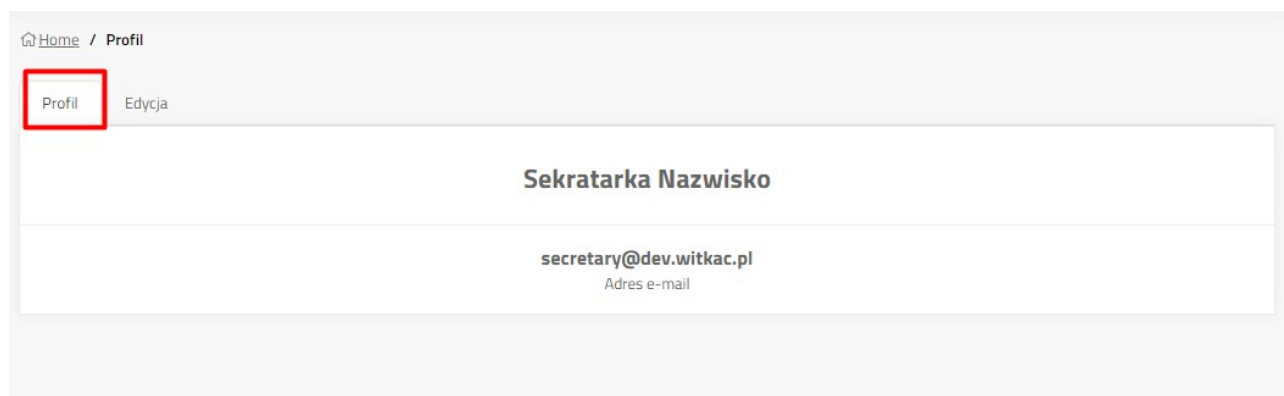 Home / Profil
Profil Edycja
Sekratarka Nazwisko
secretary@dev.witkac.pl
Adres e-mail